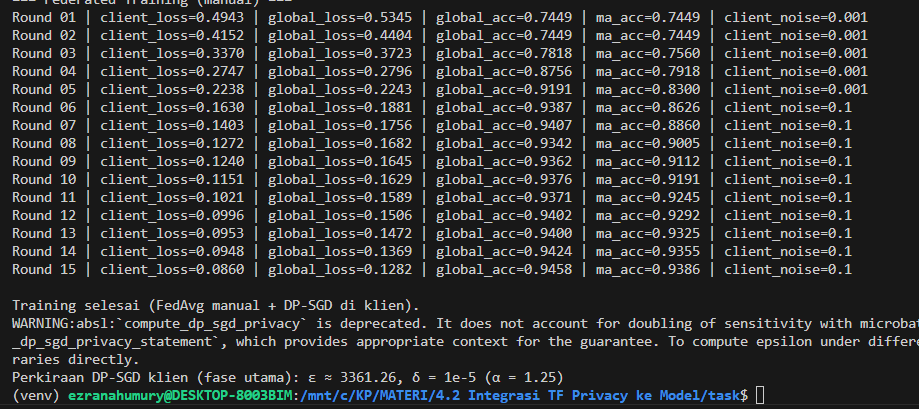 === Federated Training (manual) ===
Round 01 | client_loss=0.4943 | global_loss=0.5345 | global_acc=0.7449 | ma_acc=0.7449 | client_noise=0.001
Round 02 | client_loss=0.4152 | global_loss=0.4404 | global_acc=0.7449 | ma_acc=0.7449 | client_noise=0.001
Round 03 | client_loss=0.3370 | global_loss=0.3723 | global_acc=0.7818 | ma_acc=0.7560 | client_noise=0.001
Round 04 | client_loss=0.2747 | global_loss=0.2796 | global_acc=0.8756 | ma_acc=0.7918 | client_noise=0.001
Round 05 | client_loss=0.2238 | global_loss=0.2243 | global_acc=0.9191 | ma_acc=0.8300 | client_noise=0.001
Round 06 | client_loss=0.1630 | global_loss=0.1881 | global_acc=0.9387 | ma_acc=0.8626 | client_noise=0.1
Round 07 | client_loss=0.1403 | global_loss=0.1756 | global_acc=0.9407 | ma_acc=0.8860 | client_noise=0.1
Round 08 | client_loss=0.1272 | global_loss=0.1682 | global_acc=0.9342 | ma_acc=0.9005 | client_noise=0.1
Round 09 | client_loss=0.1240 | global_loss=0.1645 | global_acc=0.9362 | ma_acc=0.9112 | client_noise=0.1
Round 10 | client_loss=0.1151 | global_loss=0.1629 | global_acc=0.9376 | ma_acc=0.9191 | client_noise=0.1
Round 11 | client_loss=0.1021 | global_loss=0.1589 | global_acc=0.9371 | ma_acc=0.9245 | client_noise=0.1
Round 12 | client_loss=0.0996 | global_loss=0.1506 | global_acc=0.9402 | ma_acc=0.9292 | client_noise=0.1
Round 13 | client_loss=0.0953 | global_loss=0.1472 | global_acc=0.9400 | ma_acc=0.9325 | client_noise=0.1
Round 14 | client_loss=0.0948 | global_loss=0.1369 | global_acc=0.9424 | ma_acc=0.9355 | client_noise=0.1
Round 15 | client_loss=0.0860 | global_loss=0.1282 | global_acc=0.9458 | ma_acc=0.9386 | client_noise=0.1
Training selesai (FedAvg manual + DP-SGD di klien).
WARNING:absl:`compute_dp_sgd_privacy` is deprecated. It does not account for doubling of sensitivity with microbat
_dp_sgd_privacy_statement`, which provides appropriate context for the guarantee. To compute epsilon under differe
raries directly.
Perkiraan DP-SGD klien (fase utama): ε ≈ 3361.26, δ = 1e-5 (α = 1.25)
(venv) ezranahumury@DESKTOP-8003BIM:/mnt/c/KP/MATERI/4.2 Integrasi TF Privacy ke Model/task$